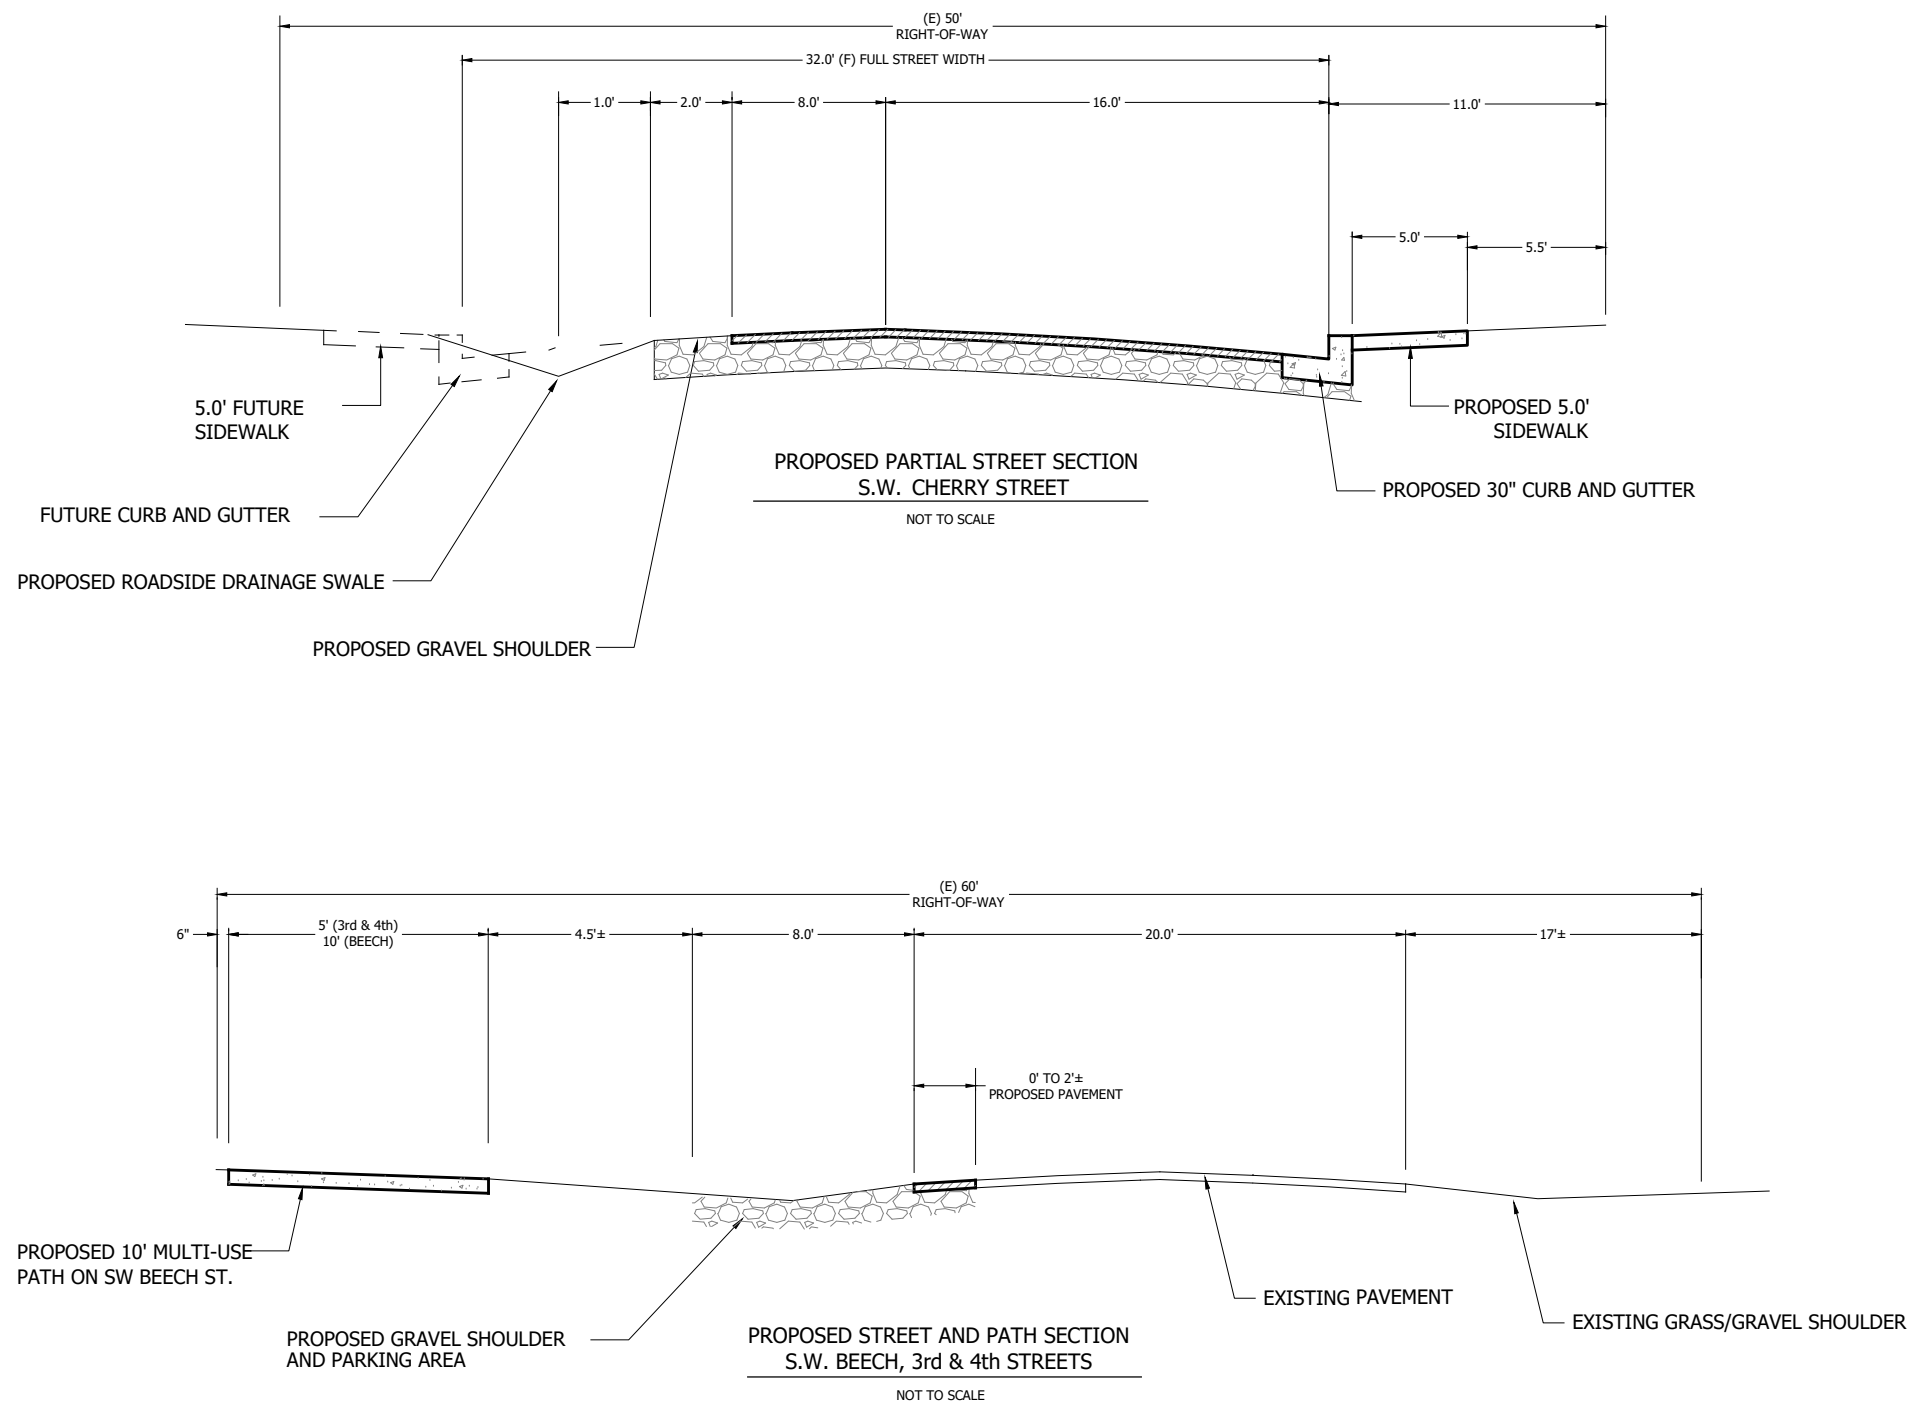 (E) 50'
RIGHT-OF-WAY
32.0' (F) FULL STREET WIDTH
1.0'
2.0'
8.0'
16.0'
11.0'
5.0'
5.5'
5.0' FUTURE
SIDEWALK
PROPOSED 5.0'
SIDEWALK
PROPOSED PARTIAL STREET SECTION
S.W. CHERRY STREET
NOT TO SCALE
PROPOSED 30" CURB AND GUTTER
FUTURE CURB AND GUTTER
PROPOSED ROADSIDE DRAINAGE SWALE
PROPOSED GRAVEL SHOULDER
(E) 60'
RIGHT-OF-WAY
6"
5' (3rd & 4th)
10' (BEECH)
4.5'±
8.0'
20.0'
17'±
0' TO 2'±
PROPOSED PAVEMENT
PROPOSED 10' MULTI-USE
PATH ON SW BEECH ST.
EXISTING PAVEMENT
EXISTING GRASS/GRAVEL SHOULDER
PROPOSED GRAVEL SHOULDER
AND PARKING AREA
PROPOSED STREET AND PATH SECTION
S.W. BEECH, 3rd & 4th STREETS
NOT TO SCALE